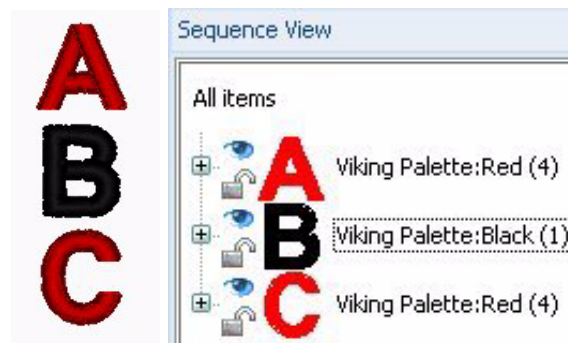 A
B
C
Sequence View
All items
A Viking Palette:Red (4)
B Viking Palette:Black (1)
C Viking Palette:Red (4)